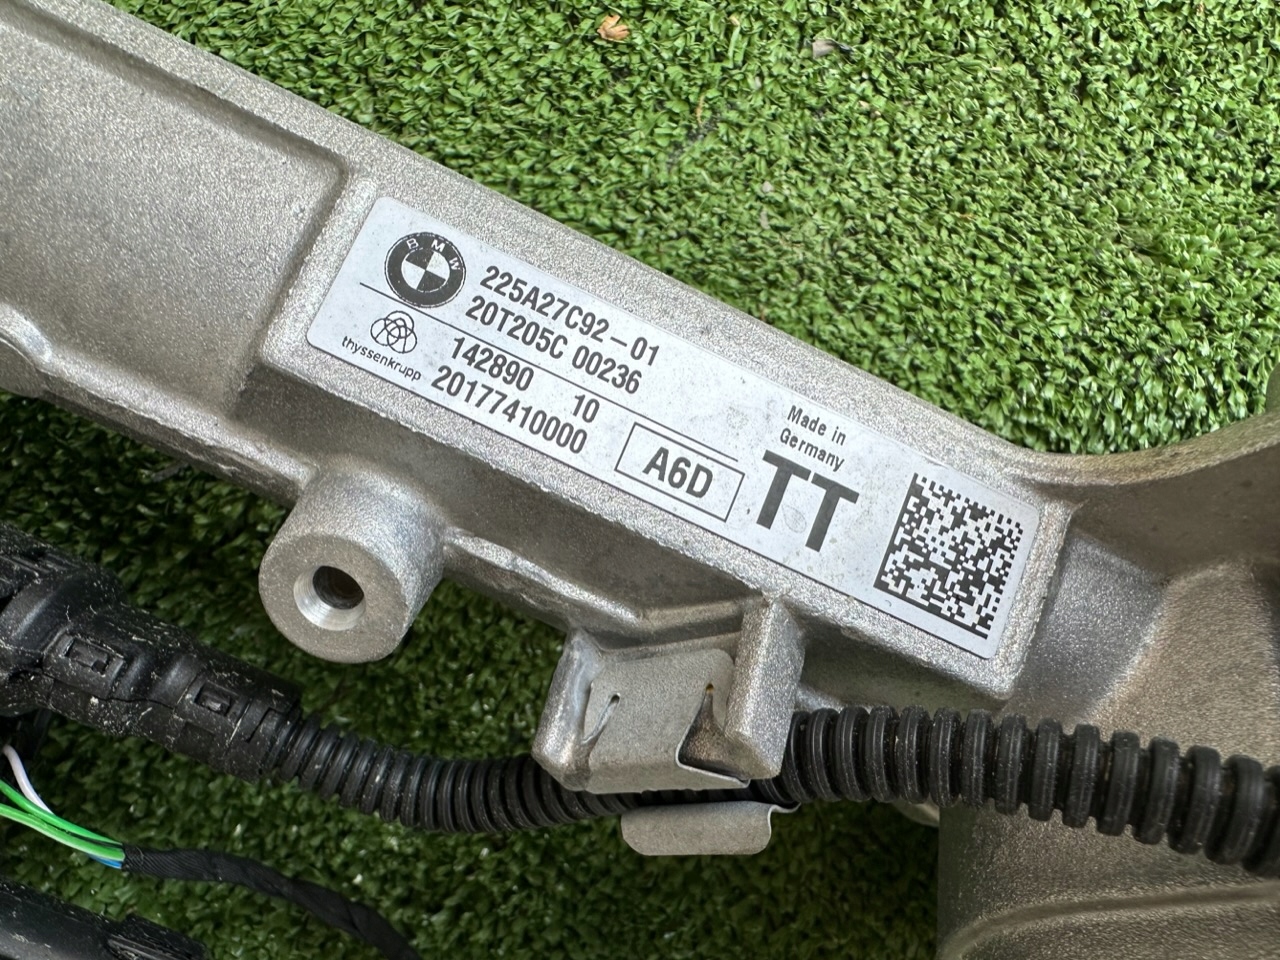 BMW
225A27C92-01
20T205C 00236
thyssenkrupp
142890 10
20177410000
A6D
Made in
Germany
TT